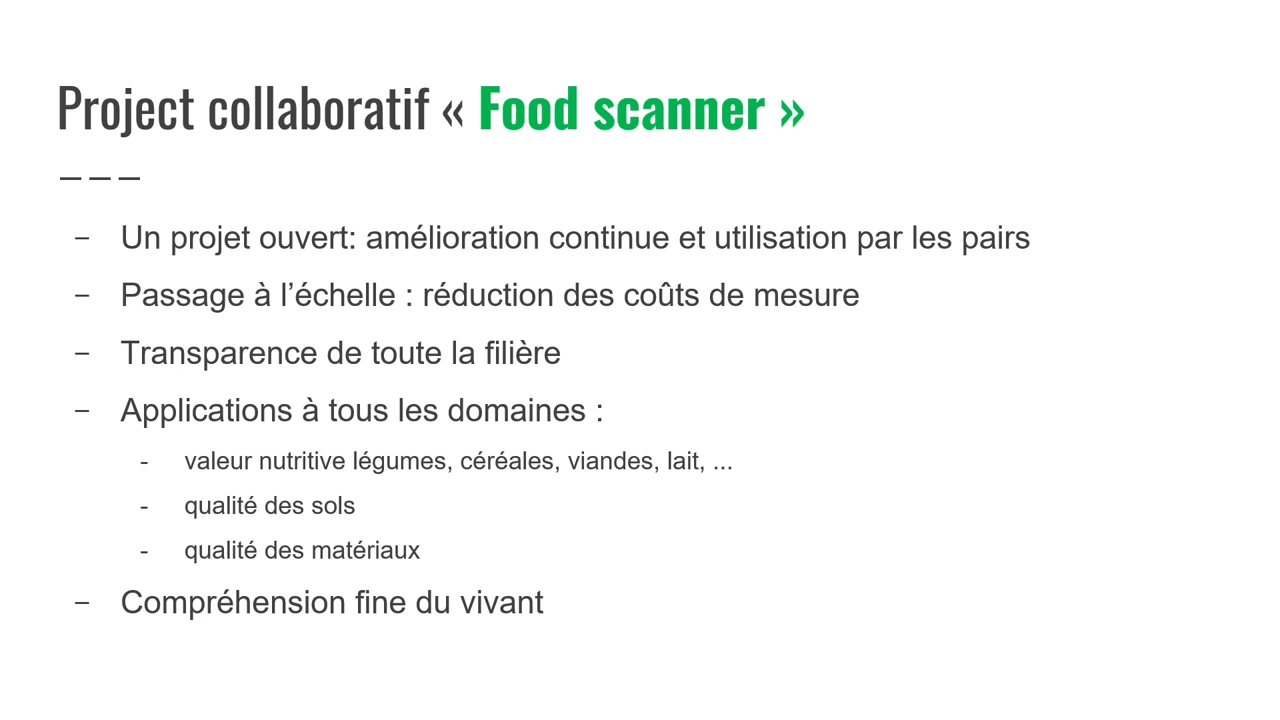 Project collaboratif « Food scanner »
– Un projet ouvert: amélioration continue et utilisation par les pairs
– Passage à l’échelle : réduction des coûts de mesure
– Transparence de toute la filière
– Applications à tous les domaines :
- valeur nutritive légumes, céréales, viandes, lait, ...
- qualité des sols
- qualité des matériaux
– Compréhension fine du vivant